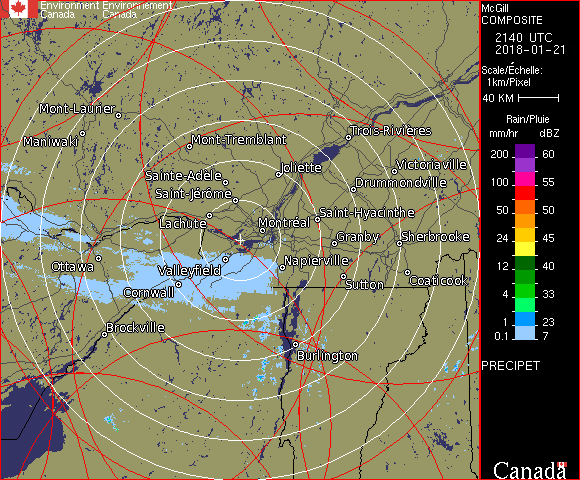 Environment Environnement
Canada Canada
McGill
COMPOSITE
2140 UTC
2018-01-21
Scale/Échelle:
1km/Pixel
40 KM
Rain/Pluie
mm/hr dBZ
200 60
55
100 55
50 50
24 45
12 40
4 33
1 23
0.1 7
PRECIPET
Canada
Mont-Laurier
Maniwaki
Mont-Tremblant
Trois-Rivières
Sainte-Adèle
Joliette
Victoriaville
Saint-Jérôme
Drummondville
Lachute
Montréal
Saint-Hyacinthe
Granby
Sherbrooke
Ottawa
Valleyfield
Napierville
Cornwall
Sutton
Coaticook
Brockville
Burlington